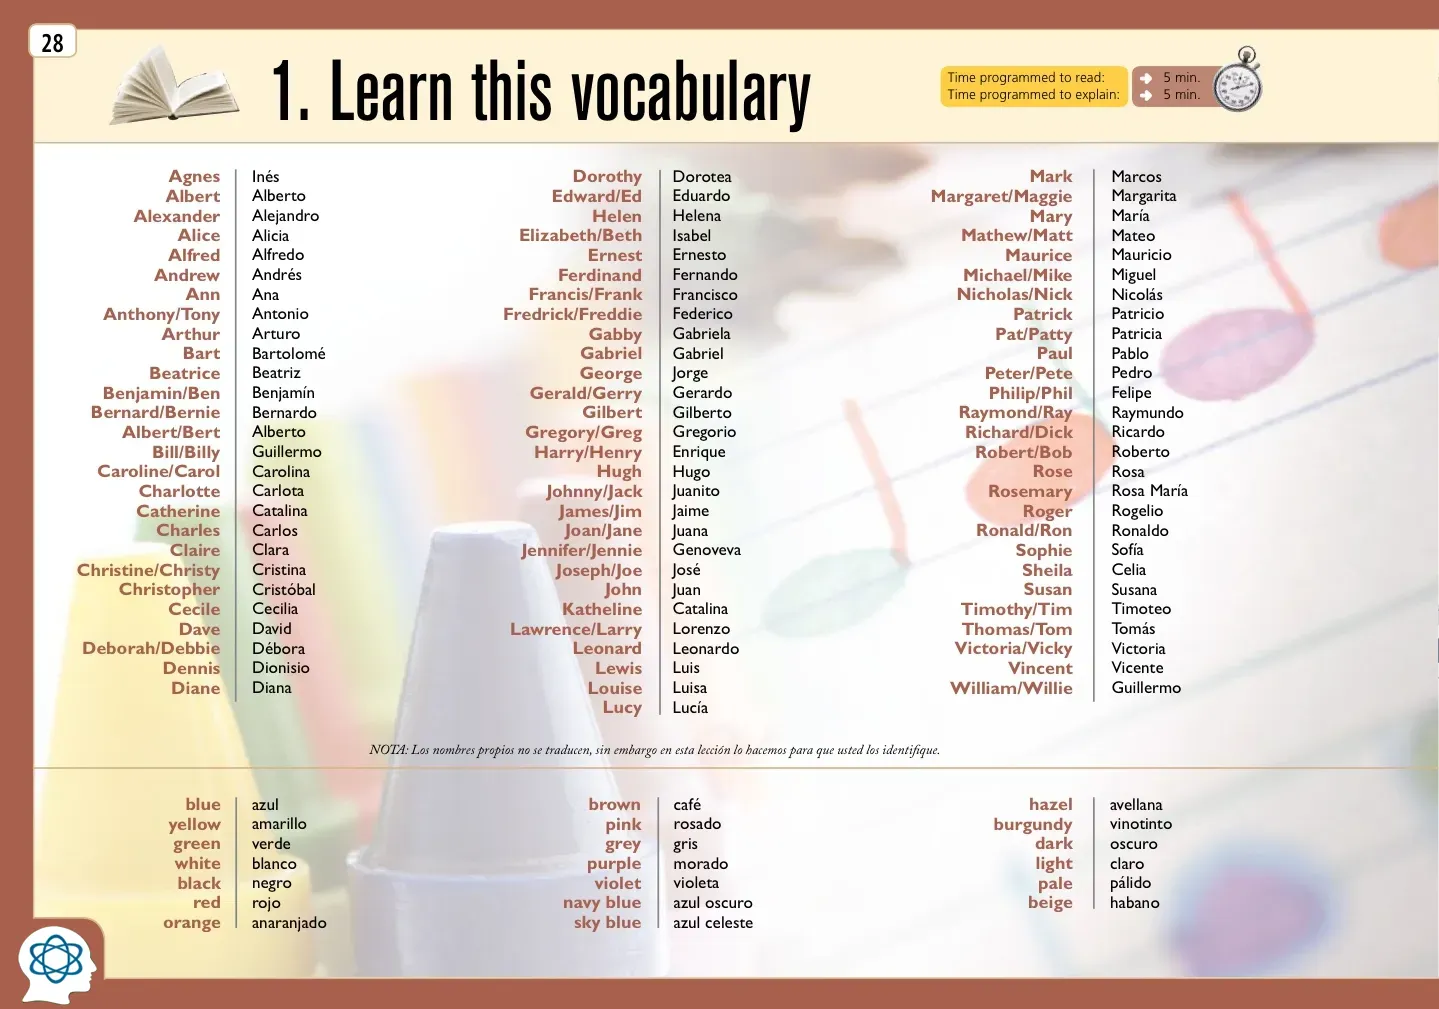 28
1. Learn this vocabulary
Time programmed to read: 5 min.
Time programmed to explain: 5 min.
Agnes Inés
Albert Alberto
Alexander Alejandro
Alice Alicia
Alfred Alfredo
Andrew Andrés
Ann Ana
Anthony/Tony Antonio
Arthur Arturo
Bart Bartolomé
Beatrice Beatriz
Benjamin/Ben Benjamín
Bernard/Bernie Bernardo
Albert/Bert Alberto
Bill/Billy Guillermo
Caroline/Carol Carolina
Charlotte Carlota
Catherine Catalina
Charles Carlos
Claire Clara
Christine/Christy Cristina
Christopher Cristóbal
Cecile Cecilia
Dave David
Deborah/Debbie Débora
Dennis Dionisio
Diane Diana
Dorothy Dorotea
Edward/Ed Eduardo
Helen Helena
Elizabeth/Beth Isabel
Ernest Ernesto
Ferdinand Fernando
Francis/Frank Francisco
Fredrick/Freddie Federico
Gabby Gabriela
Gabriel Gabriel
George Jorge
Gerald/Gerry Gerardo
Gilbert Gilberto
Gregory/Greg Gregorio
Harry/Henry Enrique
Hugh Hugo
Johnny/Jack Juanito
James/Jim Jaime
Joan/Jane Juana
Jennifer/Jennie Genoveva
Joseph/Joe José
John Juan
Katheline Catalina
Lawrence/Larry Lorenzo
Leonard Leonardo
Lewis Luis
Louise Luisa
Lucy Lucía
Mark Marcos
Margaret/Maggie Margarita
Mary María
Mathew/Matt Mateo
Maurice Mauricio
Michael/Mike Miguel
Nicholas/Nick Nicolás
Patrick Patricio
Pat/Patty Patricia
Paul Pablo
Peter/Pete Pedro
Philip/Phil Felipe
Raymond/Ray Raymundo
Richard/Dick Ricardo
Robert/Bob Roberto
Rose Rosa
Rosemary Rosa María
Roger Rogelio
Ronald/Ron Ronaldo
Sophie Sofía
Sheila Celia
Susan Susana
Timothy/Tim Timoteo
Thomas/Tom Tomás
Victoria/Vicky Victoria
Vincent Vicente
William/Willie Guillermo
NOTA: Los nombres propios no se traducen, sin embargo en esta lección lo hacemos para que usted los identifique.
blue azul
yellow amarillo
green verde
white blanco
black negro
red rojo
orange anaranjado
brown café
pink rosado
grey gris
purple morado
violet violeta
navy blue azul oscuro
sky blue azul celeste
hazel avellana
burgundy vinotinto
dark oscuro
light claro
pale pálido
beige habano